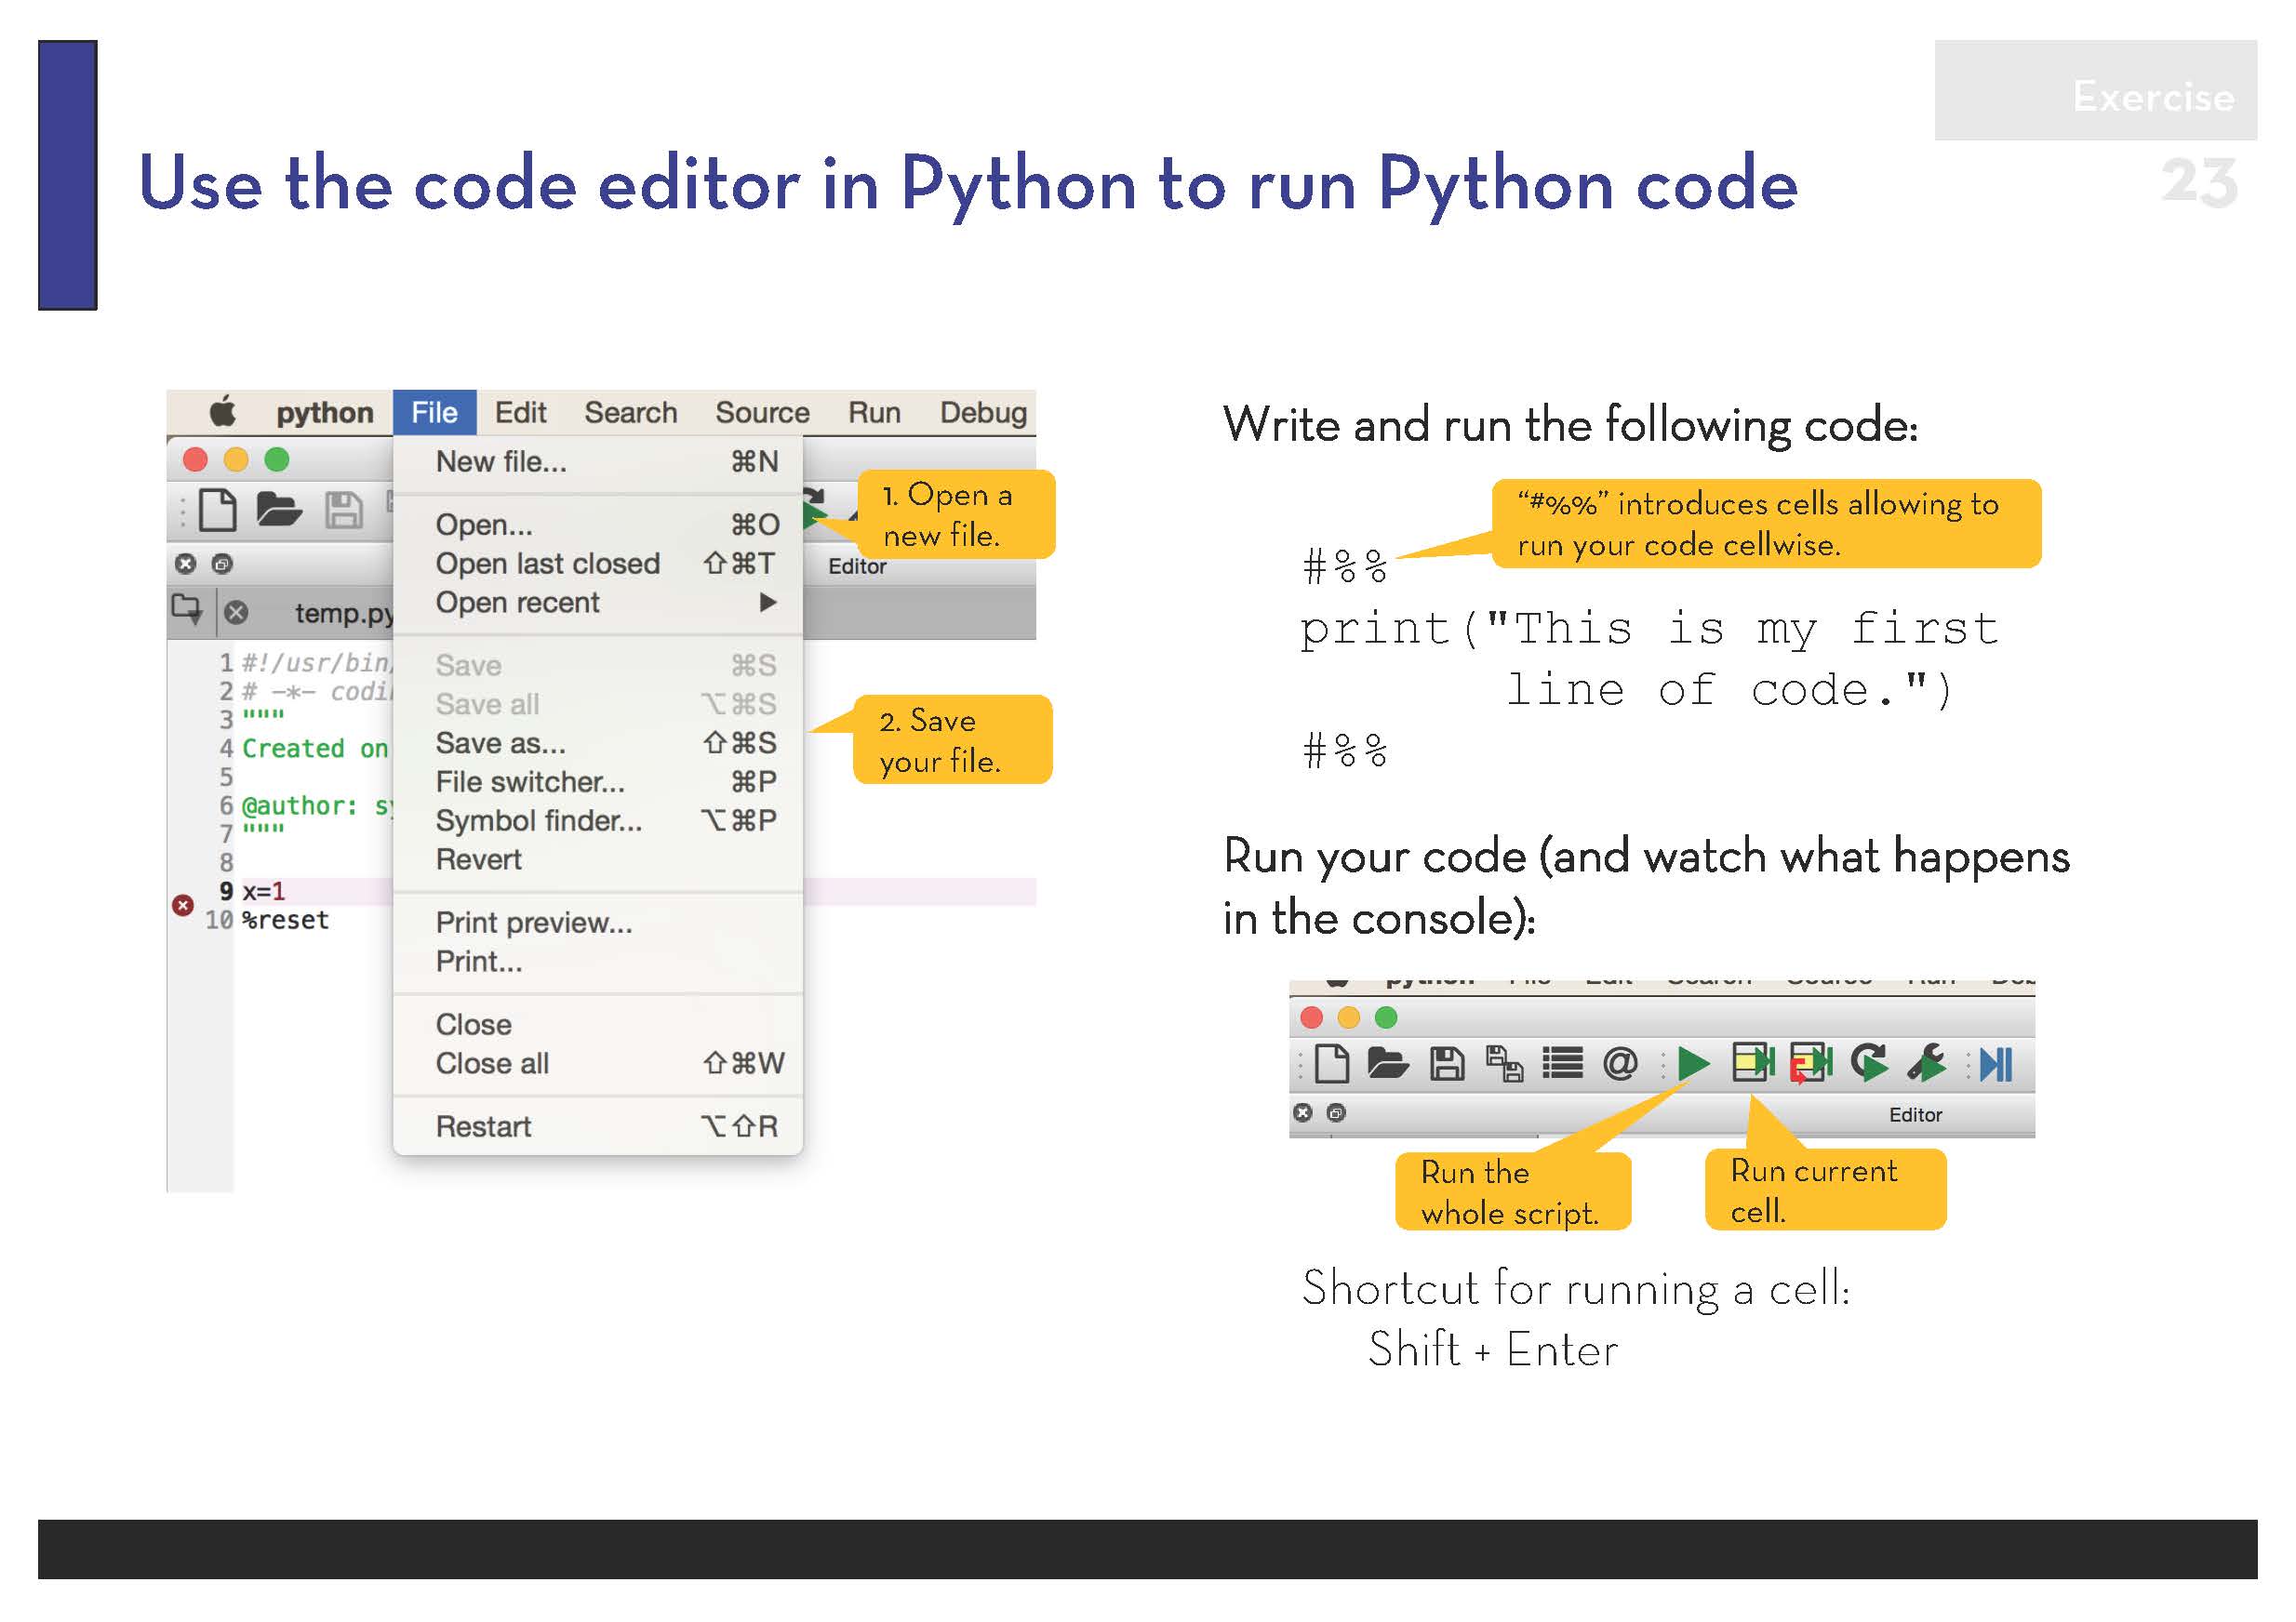 Exercise
23
Use the code editor in Python to run Python code
python File Edit Search Source Run Debug
New file... ⌘N
Open... ⌘O
Open last closed ⇧⌘T
Open recent ▶
Save ⌘S
Save all ⌥⌘S
Save as... ⇧⌘S
File switcher... ⌘P
Symbol finder... ⌥⌘P
Revert
Print preview...
Print...
Close
Close all ⇧⌘W
Restart ⌥⇧R
1. Open a
new file.
2. Save
your file.
Editor
temp.py
1 #!/usr/bin/
2 # -*- codi
3 """
4 Created on
5
6 @author: s
7 """
8
9 x=1
10 %reset
Write and run the following code:
“#%%” introduces cells allowing to
run your code cellwise.
#%%
print("This is my first
line of code.")
#%%
Run your code (and watch what happens
in the console):
python File Edit Search Source Run
@
Editor
Run the
whole script.
Run current
cell.
Shortcut for running a cell:
Shift + Enter